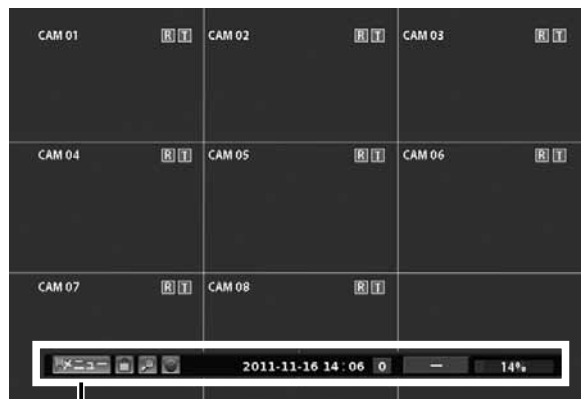 CAM 01 R T CAM 02 R T CAM 03 R T
CAM 04 R T CAM 05 R T CAM 06 R T
CAM 07 R T CAM 08 R T
メニュー 2011-11-16 14:06 0 — 14%